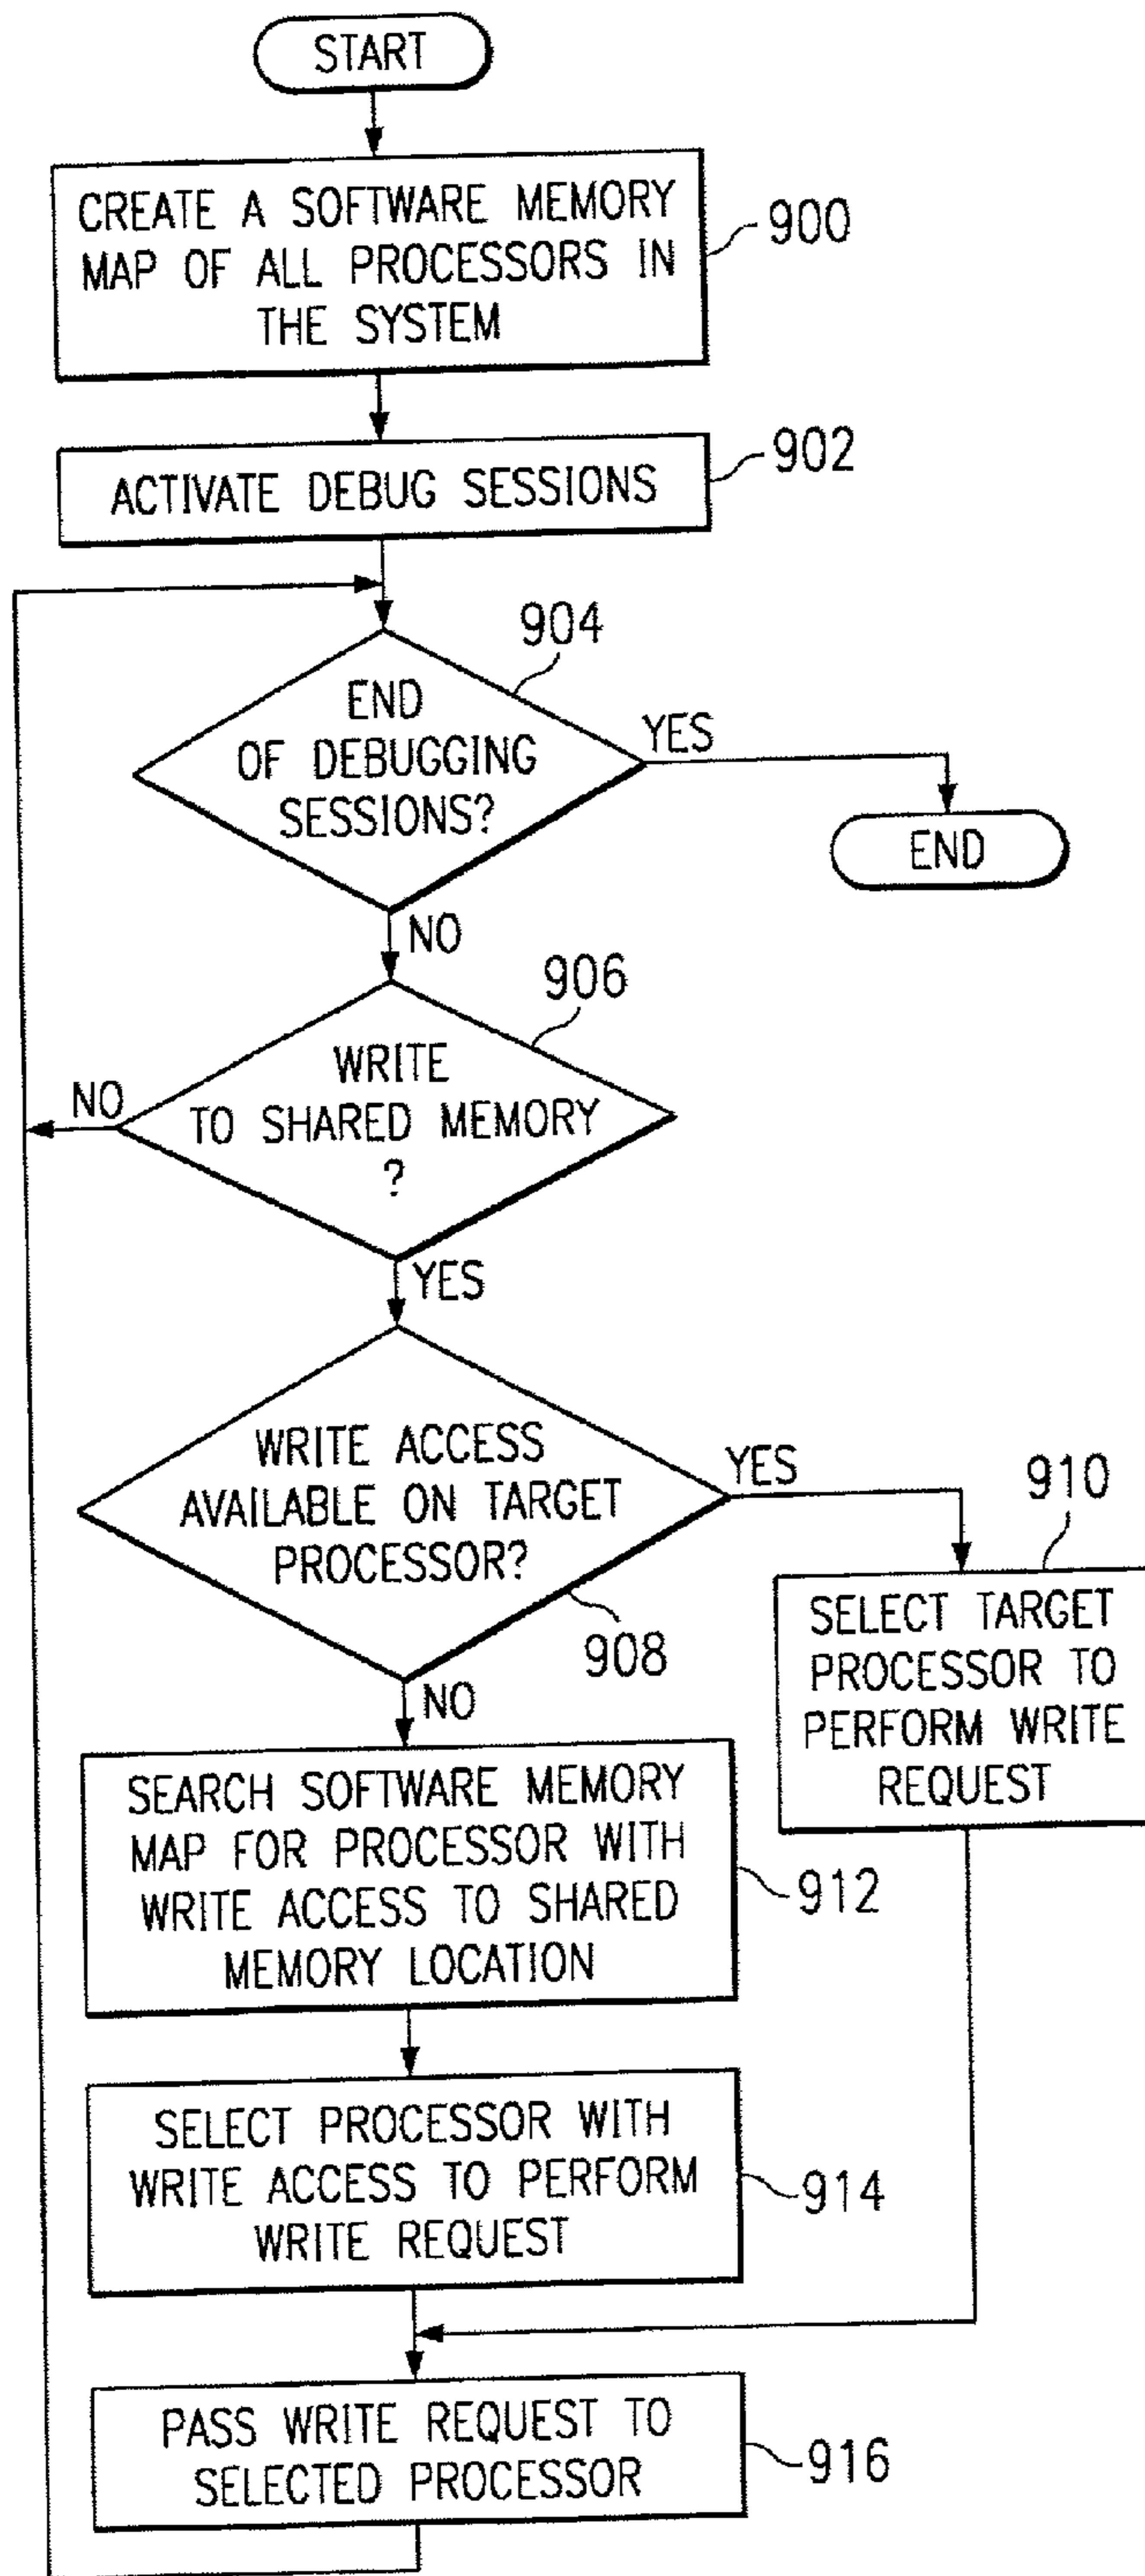 START
CREATE A SOFTWARE MEMORY
MAP OF ALL PROCESSORS IN
THE SYSTEM
900
ACTIVATE DEBUG SESSIONS
902
904
END
OF DEBUGGING
SESSIONS?
YES
END
NO
906
WRITE
TO SHARED MEMORY
?
NO
YES
WRITE ACCESS
AVAILABLE ON TARGET
PROCESSOR?
YES
908
NO
910
SELECT TARGET
PROCESSOR TO
PERFORM WRITE
REQUEST
SEARCH SOFTWARE MEMORY
MAP FOR PROCESSOR WITH
WRITE ACCESS TO SHARED
MEMORY LOCATION
912
SELECT PROCESSOR WITH
WRITE ACCESS TO PERFORM
WRITE REQUEST
914
PASS WRITE REQUEST TO
SELECTED PROCESSOR
916